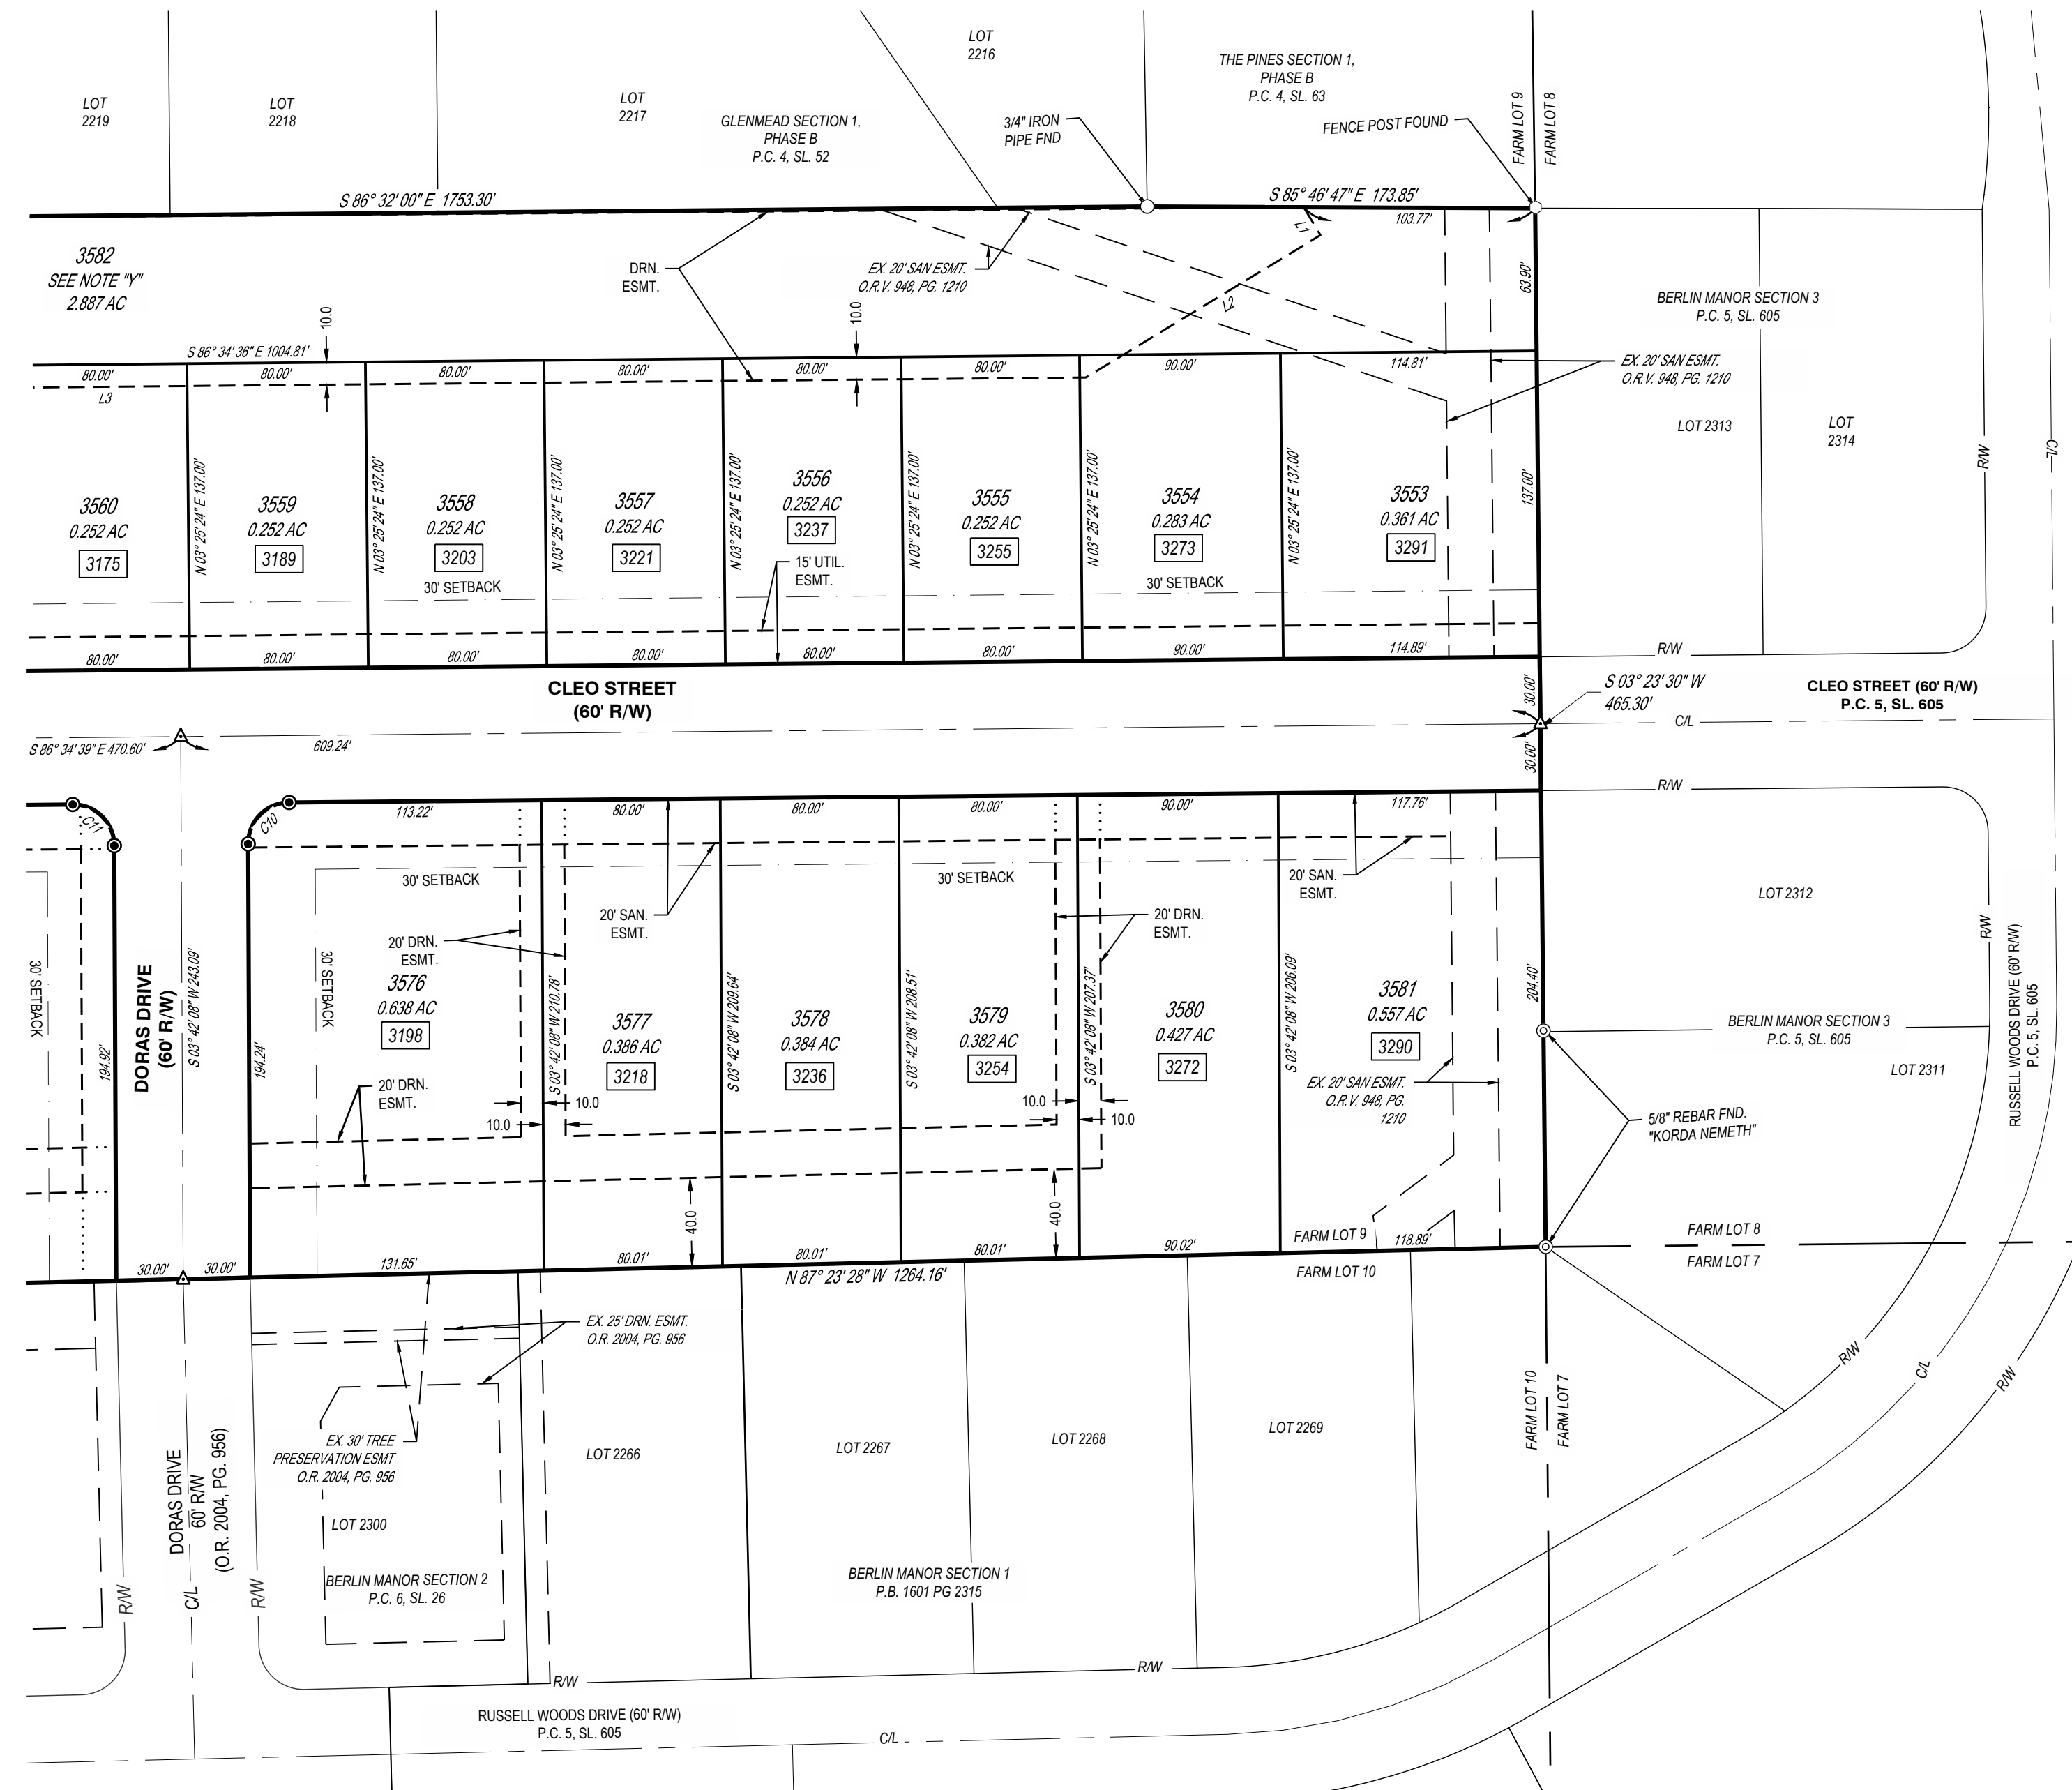 LOT
2219
LOT
2218
LOT
2217
GLENMEAD SECTION 1,
PHASE B
P.C. 4, SL. 52
LOT
2216
3/4" IRON
PIPE FND
THE PINES SECTION 1,
PHASE B
P.C. 4, SL. 63
FENCE POST FOUND
FARM LOT 9
FARM LOT 8
S 86° 32' 00" E 1753.30'
S 85° 46' 47" E 173.85'
103.77'
L1
L2
63.90'
3582
SEE NOTE "Y"
2.887 AC
DRN.
ESMT.
EX. 20' SAN ESMT.
O.R.V. 948, PG. 1210
10.0
10.0
BERLIN MANOR SECTION 3
P.C. 5, SL. 605
S 86° 34' 36" E 1004.81'
80.00'
80.00'
80.00'
80.00'
80.00'
80.00'
90.00'
114.81'
L3
EX. 20' SAN ESMT.
O.R.V. 948, PG. 1210
LOT 2313
LOT
2314
R/W
C/L
3560
0.252 AC
3175
N 03° 25' 24" E 137.00'
3559
0.252 AC
3189
N 03° 25' 24" E 137.00'
3558
0.252 AC
3203
30' SETBACK
N 03° 25' 24" E 137.00'
3557
0.252 AC
3221
N 03° 25' 24" E 137.00'
3556
0.252 AC
3237
15' UTIL.
ESMT.
N 03° 25' 24" E 137.00'
3555
0.252 AC
3255
N 03° 25' 24" E 137.00'
3554
0.283 AC
3273
30' SETBACK
N 03° 25' 24" E 137.00'
3553
0.361 AC
3291
137.00'
80.00'
80.00'
80.00'
80.00'
80.00'
80.00'
90.00'
114.89'
R/W
CLEO STREET
(60' R/W)
30.00'
S 03° 23' 30" W
465.30'
CLEO STREET (60' R/W)
P.C. 5, SL. 605
C/L
S 86° 34' 39" E 470.60'
609.24'
30.00'
R/W
C11
C10
113.22'
80.00'
80.00'
80.00'
90.00'
117.76'
30' SETBACK
30' SETBACK
20' SAN.
ESMT.
20' SAN.
ESMT.
20' DRN.
ESMT.
20' DRN.
ESMT.
LOT 2312
R/W
30' SETBACK
194.92'
DORAS DRIVE
(60' R/W)
S 03° 42' 08" W 243.09'
194.24'
30' SETBACK
3576
0.638 AC
3198
20' DRN.
ESMT.
S 03° 42' 08" W 210.78'
3577
0.386 AC
3218
S 03° 42' 08" W 209.64'
3578
0.384 AC
3236
S 03° 42' 08" W 208.51'
3579
0.382 AC
3254
S 03° 42' 08" W 207.37'
3580
0.427 AC
3272
S 03° 42' 08" W 206.09'
3581
0.557 AC
3290
EX. 20' SAN ESMT.
O.R.V. 948, PG.
1210
204.40'
BERLIN MANOR SECTION 3
P.C. 5, SL. 605
LOT 2311
RUSSELL WOODS DRIVE (60' R/W)
P.C. 5, SL. 605
5/8" REBAR FND.
"KORDA NEMETH"
10.0
10.0
10.0
10.0
40.0
40.0
FARM LOT 9
FARM LOT 8
30.00'
30.00'
131.65'
80.01'
80.01'
80.01'
90.02'
118.89'
N 87° 23' 28" W 1264.16'
FARM LOT 10
FARM LOT 7
EX. 25' DRN. ESMT.
O.R. 2004, PG. 956
EX. 30' TREE
PRESERVATION ESMT
O.R. 2004, PG. 956
LOT 2266
LOT 2267
LOT 2268
LOT 2269
FARM LOT 10
FARM LOT 7
R/W
C/L
R/W
DORAS DRIVE
60' R/W
(O.R. 2004, PG. 956)
LOT 2300
BERLIN MANOR SECTION 2
P.C. 6, SL. 26
BERLIN MANOR SECTION 1
P.B. 1601 PG 2315
R/W
C/L
R/W
R/W
R/W
RUSSELL WOODS DRIVE (60' R/W)
P.C. 5, SL. 605
C/L